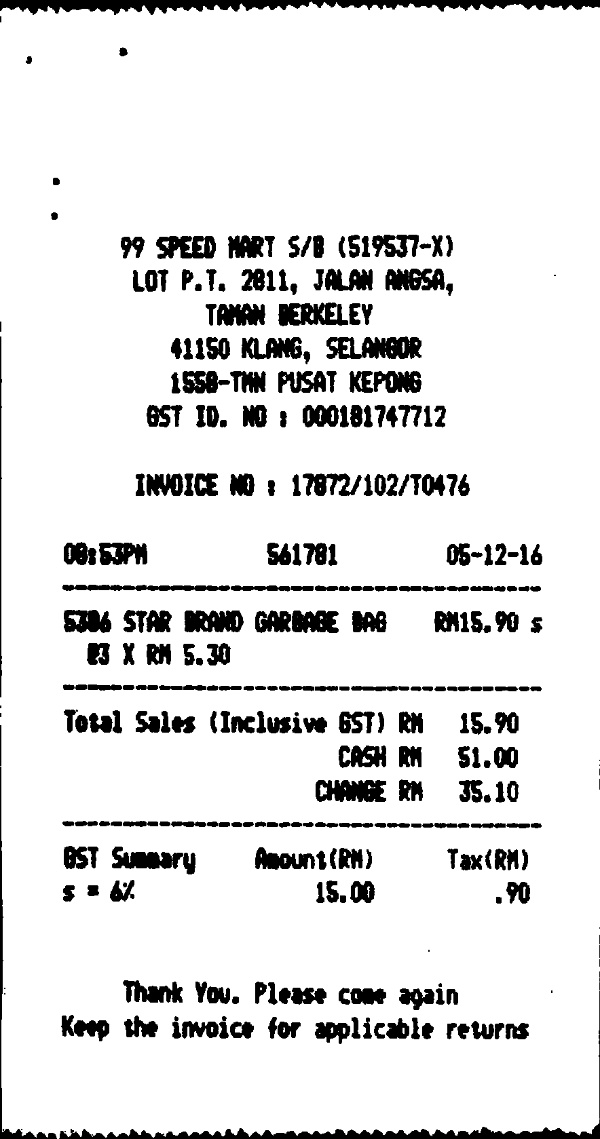 99 SPEED MART S/B (519537-X)
LOT P.T. 2811, JALAN ANGSA,
TAMAN BERKELEY
41150 KLANG, SELANGOR
1558-TMN PUSAT KEPONG
GST ID. NO : 000181747712
INVOICE NO : 17872/102/T0476
08:53PM 561781 05-12-16
5386 STAR BRAND GARBAGE BAG RM15.90 s
@3 X RM 5.30
Total Sales (Inclusive GST) RM 15.90
CASH RM 51.00
CHANGE RM 35.10
GST Summary Amount(RM) Tax(RM)
s = 6% 15.00 .90
Thank You. Please come again
Keep the invoice for applicable returns